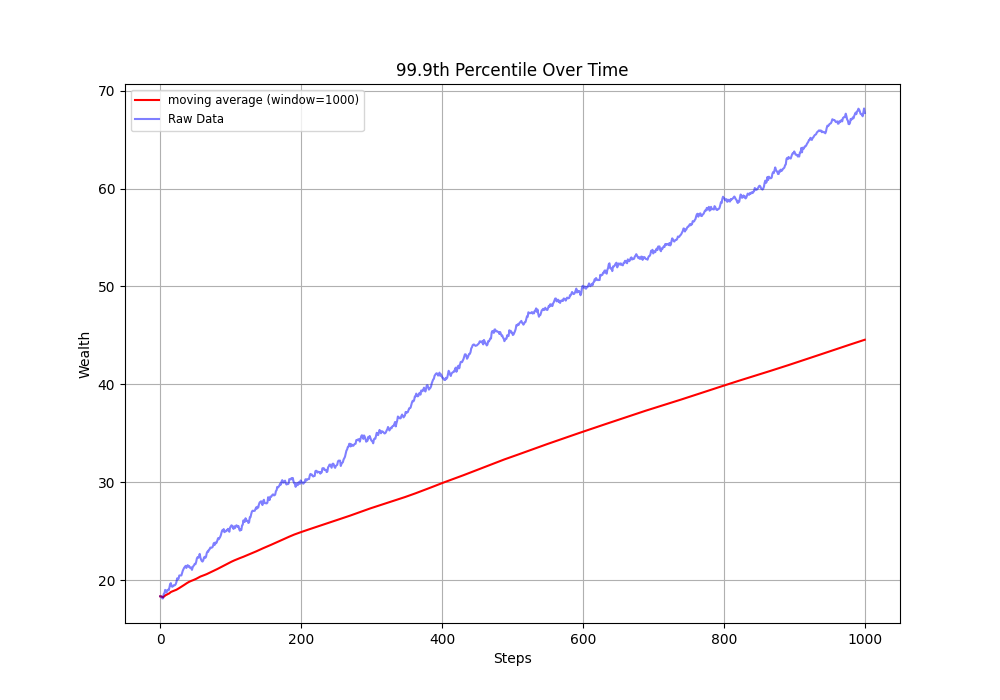 99.9th Percentile Over Time
moving average (window=1000)
Raw Data
Wealth
70
60
50
40
30
20
0 200 400 600 800 1000
Steps